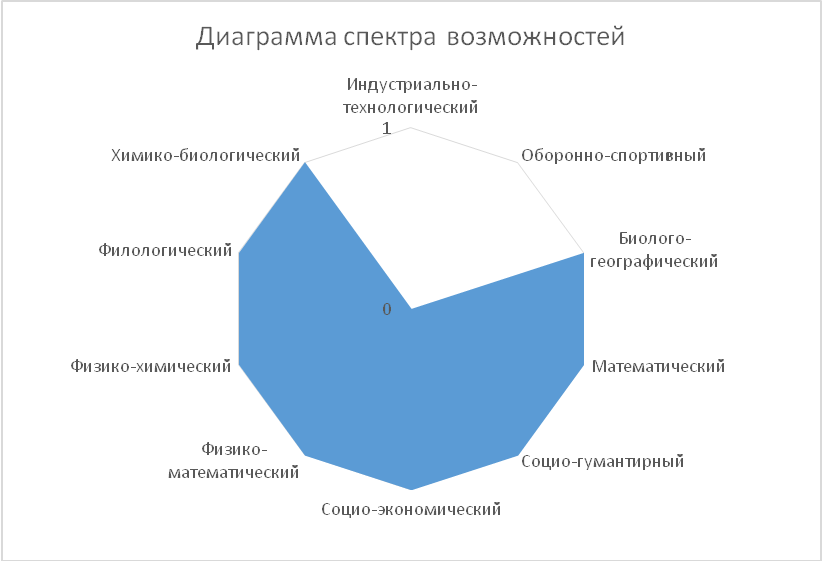 Диаграмма спектра возможностей
Индустриально-
технологический
1
Химико-биологический
Оборонно-спортивный
Филологический
Биолого-
географический
0
Физико-химический
Математический
Физико-
математический
Социо-гумантирный
Социо-экономический